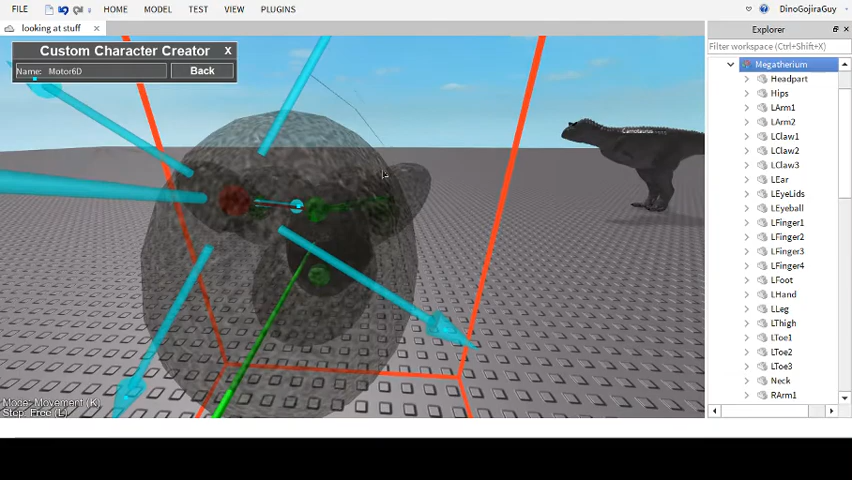 FILE HOME MODEL TEST VIEW PLUGINS DinoGojiraGuy
looking at stuff x
Explorer
Custom Character Creator X
Filter workspace (Ctrl+Shift+X)
Name: Motor6D Back
Megatherium
Headpart
Hips
LArm1
LArm2
LClaw1
LClaw2
LClaw3
LEar
LEyeLids
LEyeball
LFinger1
LFinger2
LFinger3
LFinger4
LFoot
LHand
LLeg
LThigh
LToe1
LToe2
LToe3
Neck
RArm1
Carnotaurus
Mode: Movement (K)
Step: Free (L)